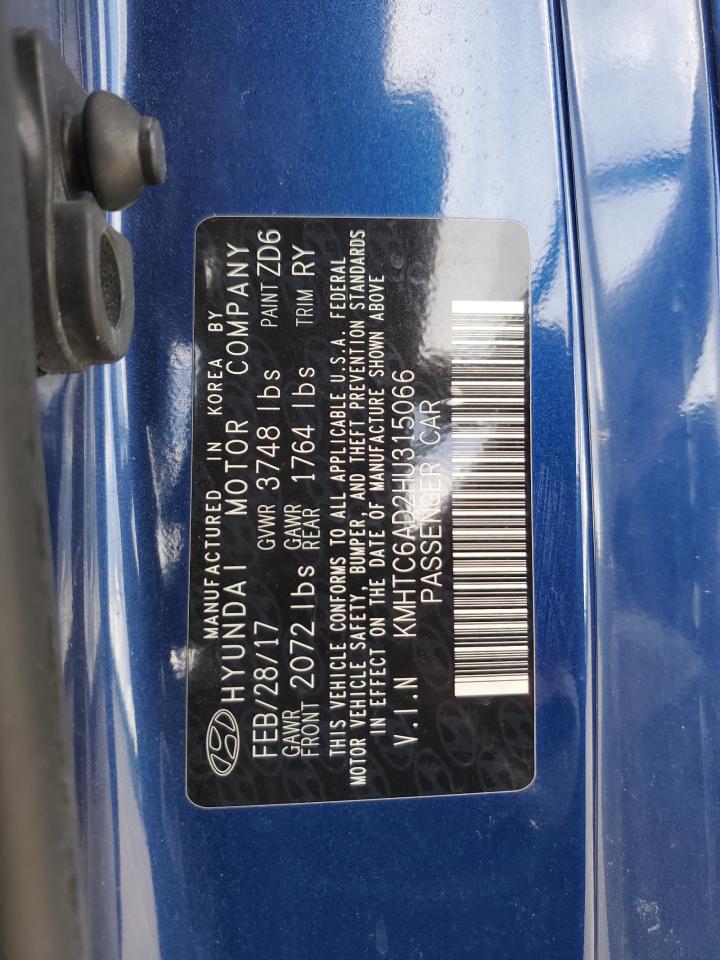 MANUFACTURED IN KOREA BY
HYUNDAI MOTOR COMPANY
FEB/28/17 GVWR 3748 lbs PAINT ZD6
GAWR FRONT 2072 lbs GAWR REAR 1764 lbs TRIM RY
THIS VEHICLE CONFORMS TO ALL APPLICABLE U.S.A. FEDERAL
MOTOR VEHICLE SAFETY, BUMPER, AND THEFT PREVENTION STANDARDS
IN EFFECT ON THE DATE OF MANUFACTURE SHOWN ABOVE
V.I.N KMHTC6AD2HU315066
PASSENGER CAR